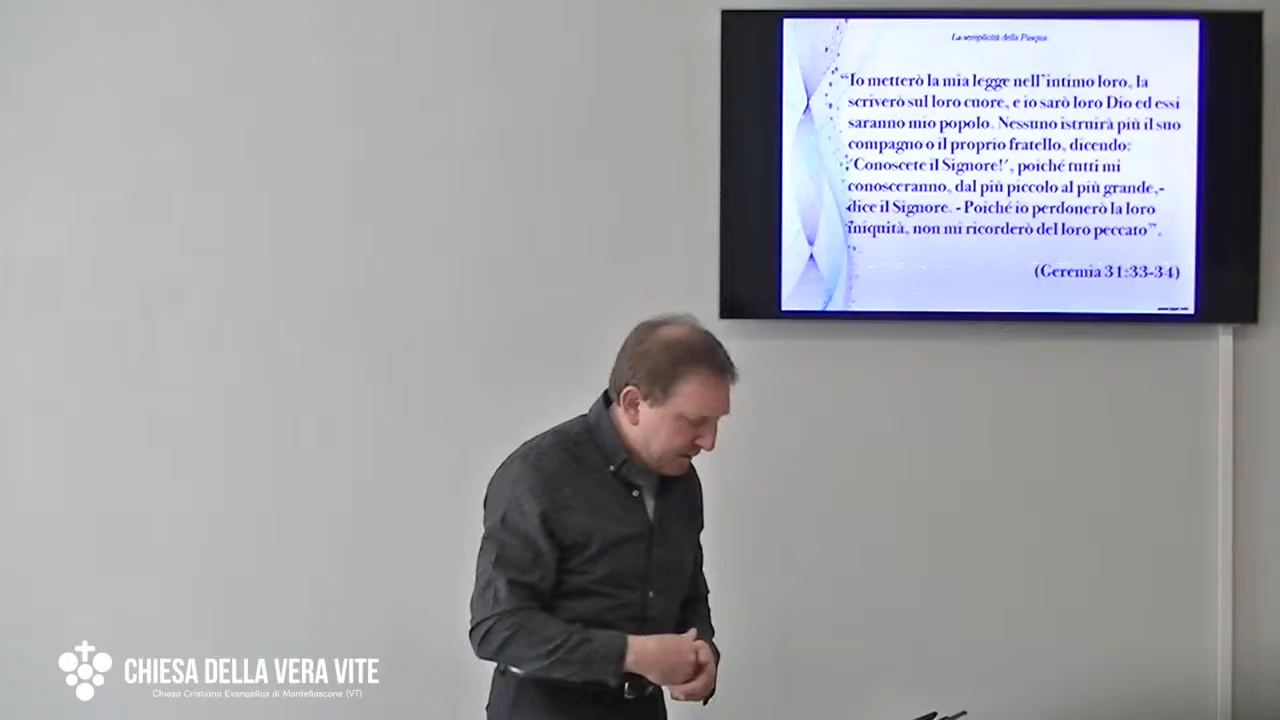 La semplicità della Pasqua
“Io metterò la mia legge nell'intimo loro, la
scriverò sul loro cuore, e io sarò loro Dio ed essi
saranno mio popolo. Nessuno istruirà più il suo
compagno o il proprio fratello, dicendo:
'Conoscete il Signore!', poiché tutti mi
conosceranno, dal più piccolo al più grande,-
dice il Signore. - Poiché io perdonerò la loro
iniquità, non mi ricorderò del loro peccato”.
(Geremia 31:33-34)
CHIESA DELLA VERA VITE
Chiesa Cristiana Evangelica di Montefiascone (VT)